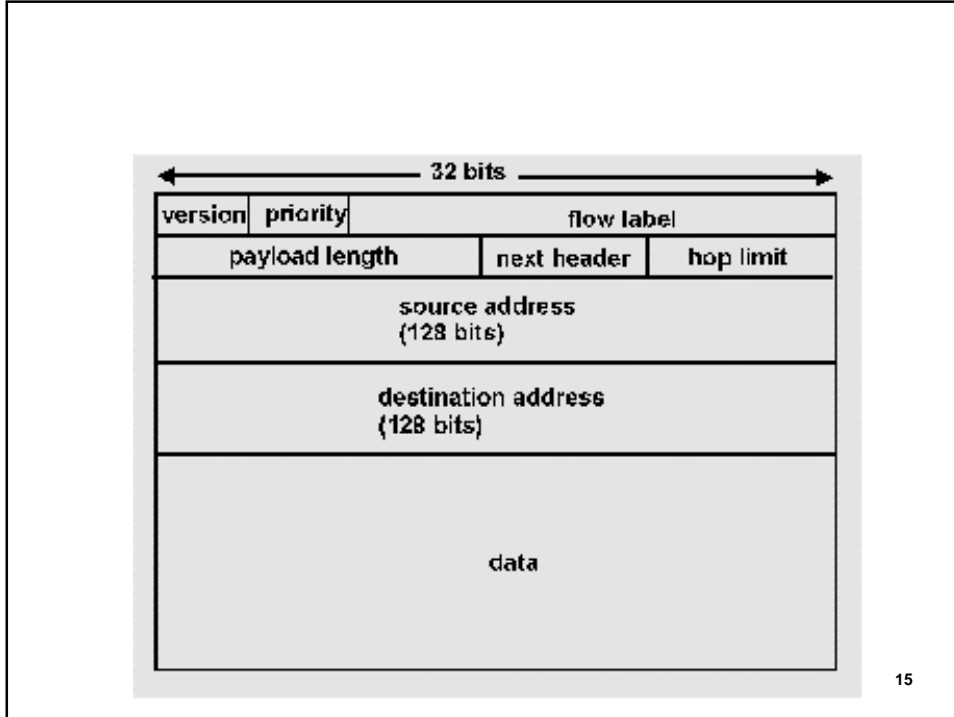 32 bits
version priority flow label
payload length next header hop limit
source address
(128 bits)
destination address
(128 bits)
data
15